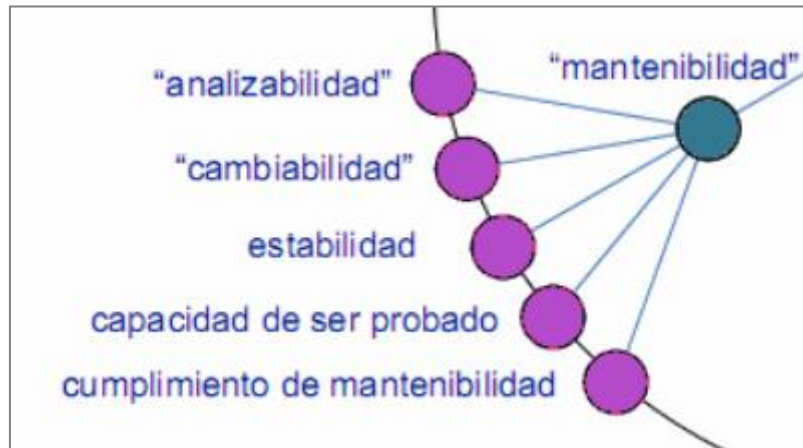 “mantenibilidad”
“analizabilidad”
“cambiabilidad”
estabilidad
capacidad de ser probado
cumplimiento de mantenibilidad